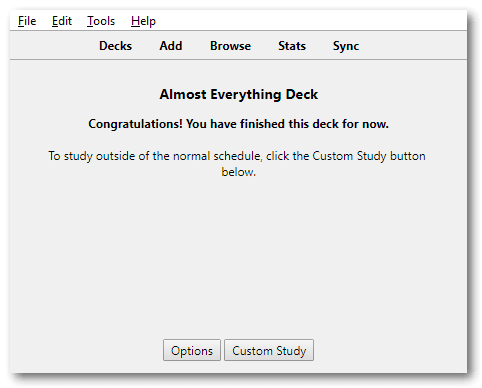 File Edit Tools Help
Decks Add Browse Stats Sync
Almost Everything Deck
Congratulations! You have finished this deck for now.
To study outside of the normal schedule, click the Custom Study button
below.
Options Custom Study